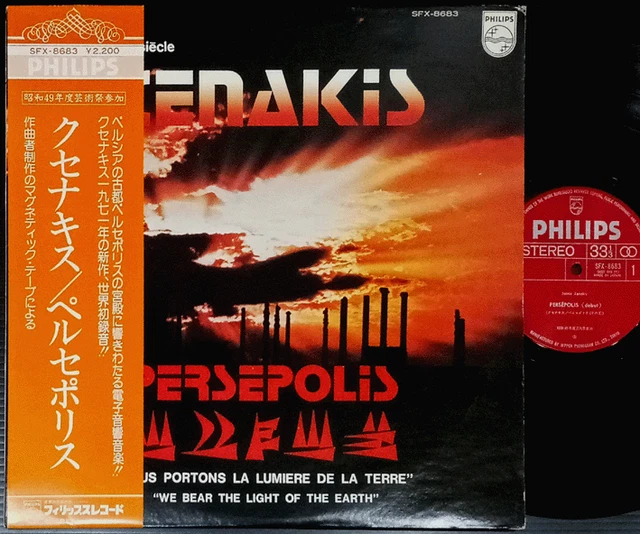 SFX-8683 ¥2,200
PHILIPS
昭和49年度芸術祭参加
ペルシアの古都ペルセポリスの宮殿に響きわたる電子音響音楽!!
クセナキス一九七一年の新作、世界初録音!!
クセナキス/ペルセポリス
作曲者制作のマグネティック・テープによる
フィリップスレコード
siècle
SFX-8683
PHILIPS
ENAKIS
PERSEPOLIS
US PORTONS LA LUMIERE DE LA TERRE"
"WE BEAR THE LIGHT OF THE EARTH"
PHILIPS
STEREO 33 1/3
SFX-8683
1
PERSÉPOLIS (début)